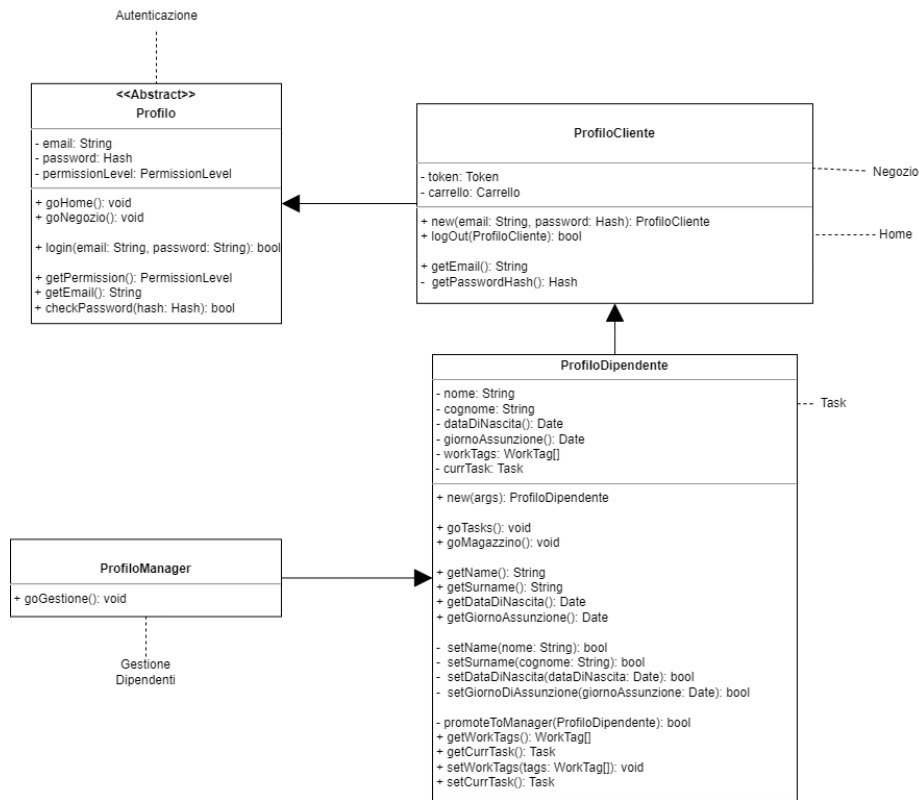 Autenticazione
<<Abstract>>
Profilo
- email: String
- password: Hash
- permissionLevel: PermissionLevel
+ goHome(): void
+ goNegozio(): void
+ login(email: String, password: String): bool
+ getPermission(): PermissionLevel
+ getEmail(): String
+ checkPassword(hash: Hash): bool
ProfiloCliente
- token: Token
- carrello: Carrello
+ new(email: String, password: Hash): ProfiloCliente
+ logOut(ProfiloCliente): bool
+ getEmail(): String
- getPasswordHash(): Hash
Negozio
Home
ProfiloDipendente
- nome: String
- cognome: String
- dataDiNascita(): Date
- giornoAssunzione(): Date
- workTags: WorkTag[]
- currTask: Task
+ new(args): ProfiloDipendente
+ goTasks(): void
+ goMagazzino(): void
+ getName(): String
+ getSurname(): String
+ getDataDiNascita(): Date
+ getGiornoAssunzione(): Date
- setName(nome: String): bool
- setSurname(cognome: String): bool
- setDataDiNascita(dataDiNascita: Date): bool
- setGiornoDiAssunzione(giornoAssunzione: Date): bool
- promoteToManager(ProfiloDipendente): bool
+ getWorkTags(): WorkTag[]
+ getCurrTask(): Task
+ setWorkTags(tags: WorkTag[]): void
+ setCurrTask(): Task
Task
ProfiloManager
+ goGestione(): void
Gestione
Dipendenti